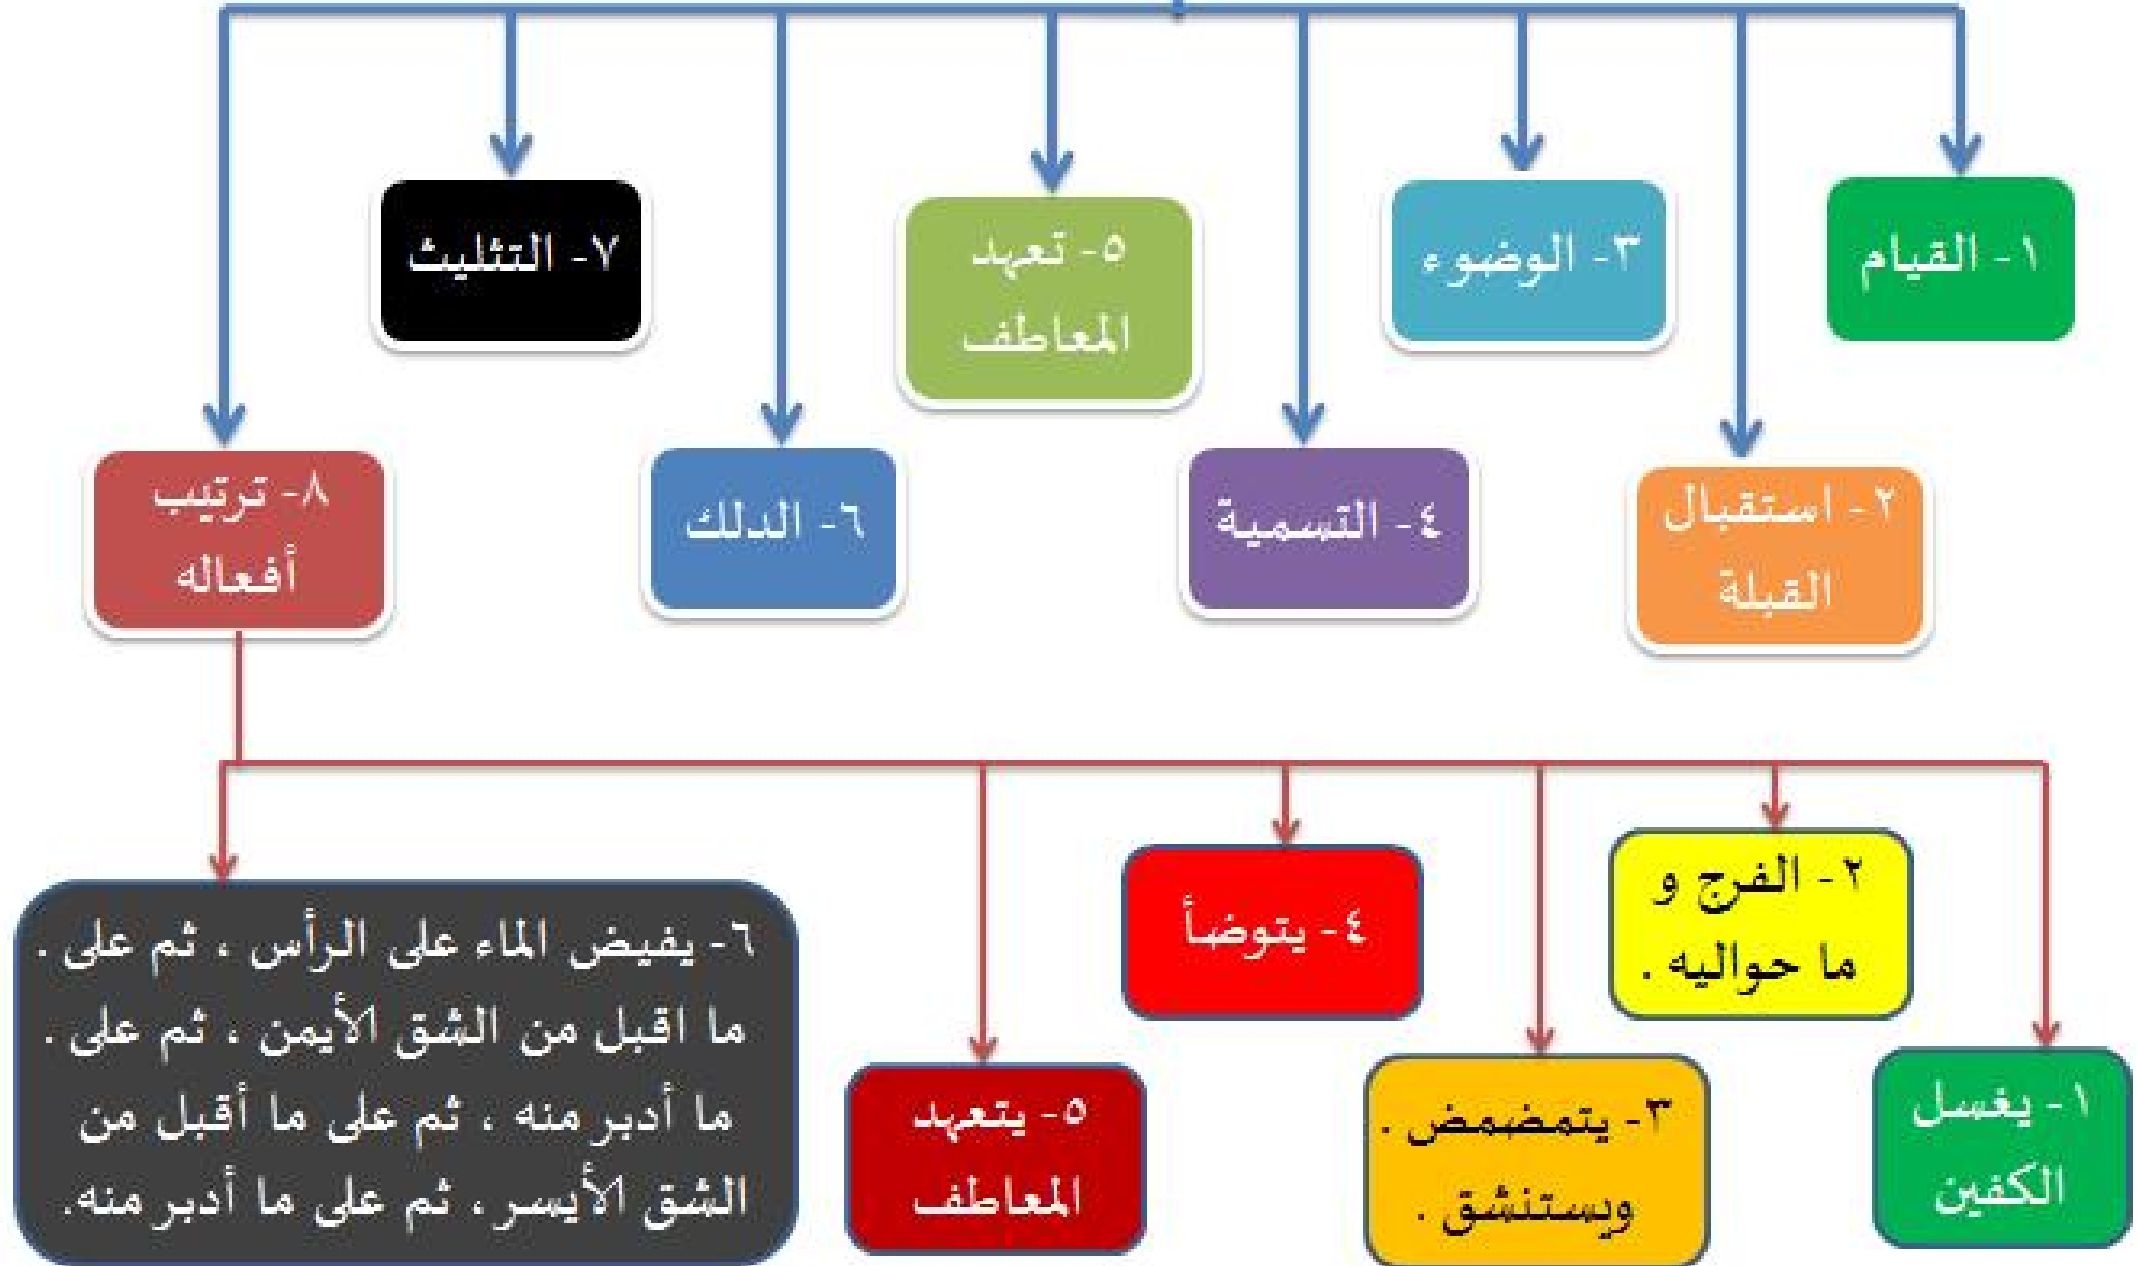 ١- القيام
٢- استقبال
القبلة
٣- الوضوء
٤- التسمية
٥- تعهد
المعاطف
٦- الدلك
٧- التثليث
٨- ترتيب
أفعاله
١- يغسل
الكفين
٢- الفرج و
ما حواليه .
٣- يتمضمض .
ويستنشق .
٤- يتوضأ
٥- يتعهد
المعاطف
٦- يفيض الماء على الرأس ، ثم على .
ما اقبل من الشق الأيمن ، ثم على .
ما أدبر منه ، ثم على ما أقبل من
الشق الأيسر ، ثم على ما أدبر منه.